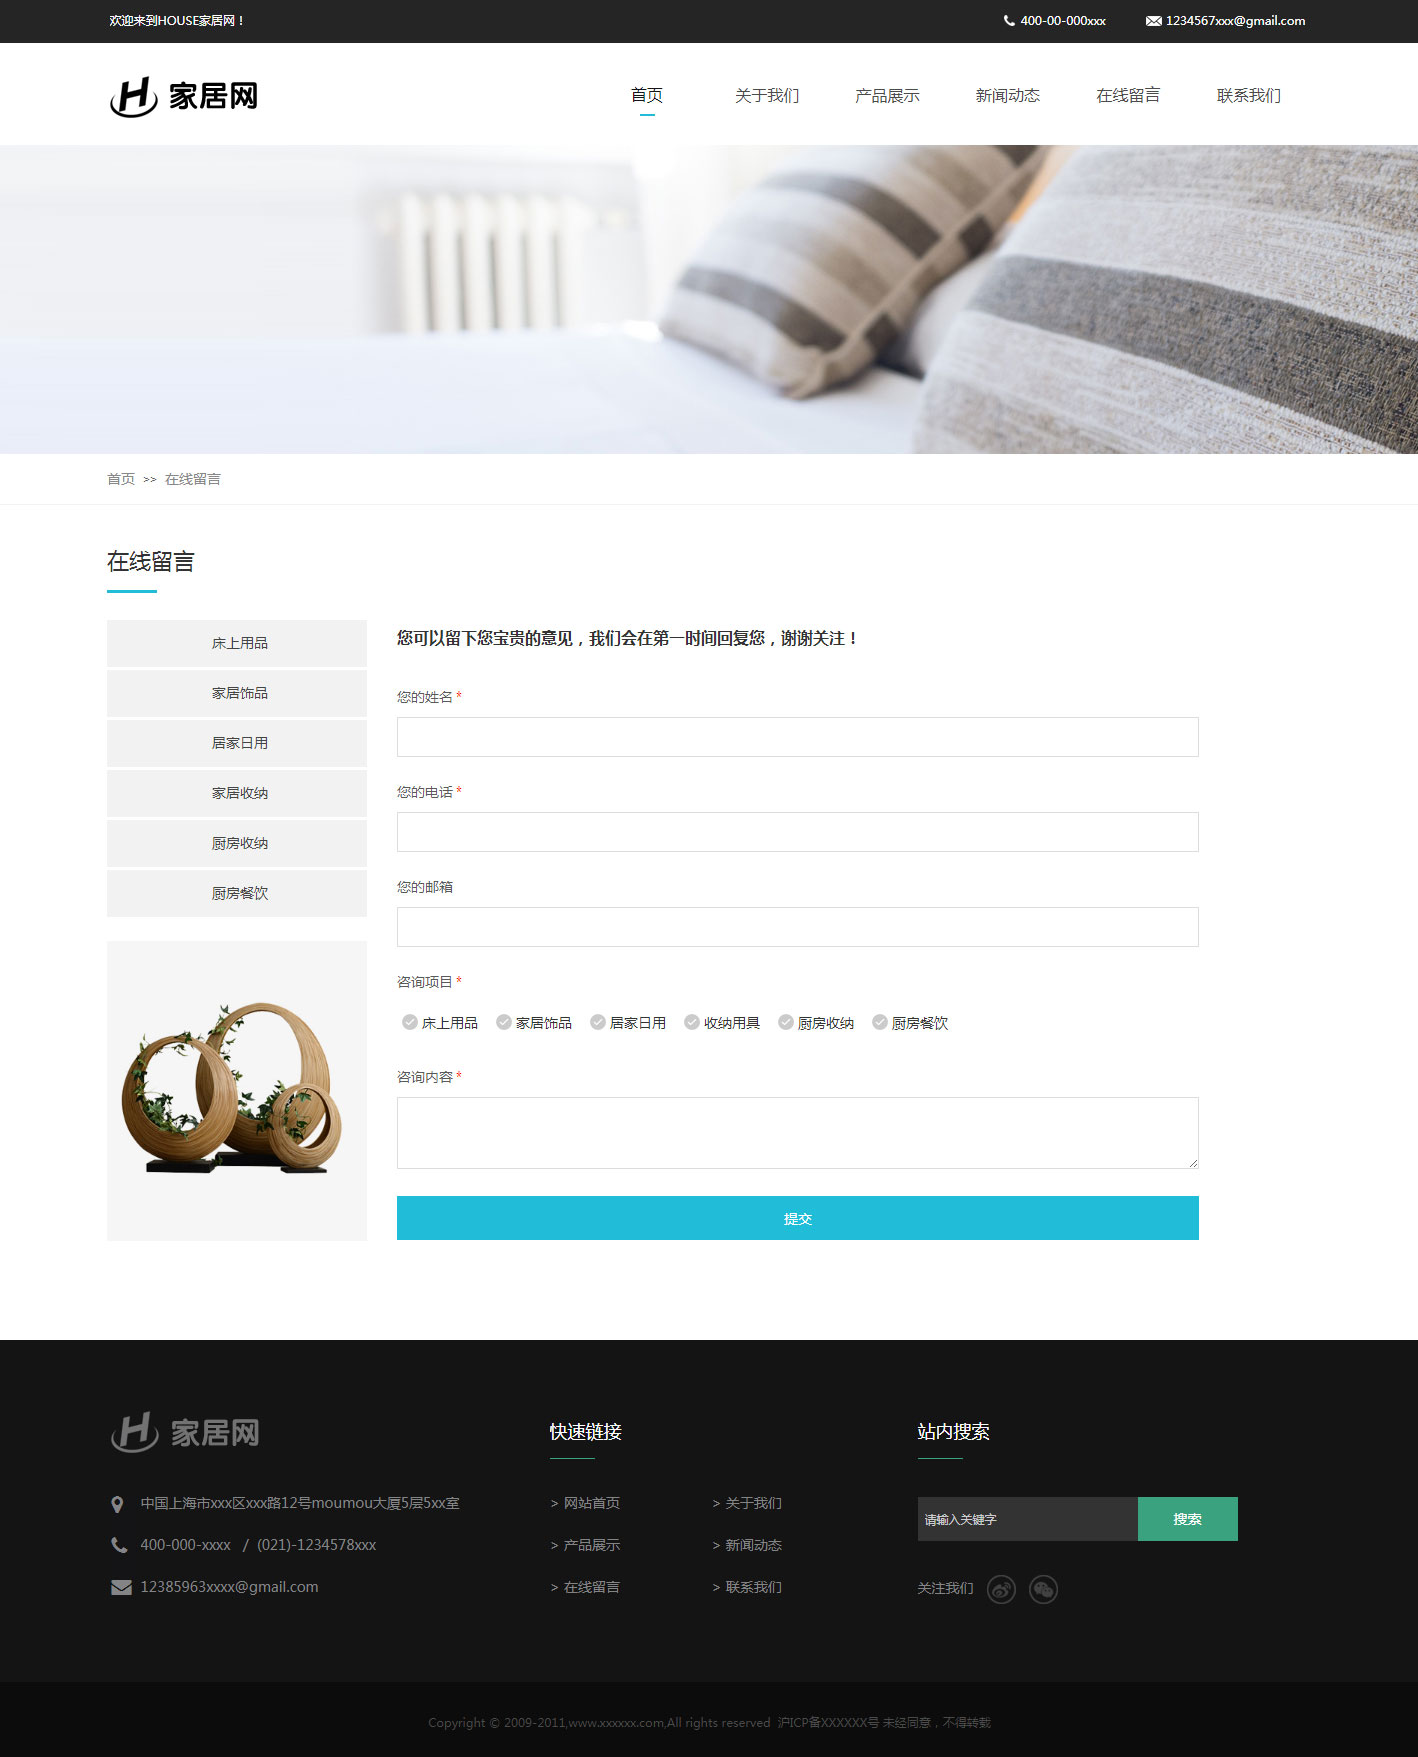 欢迎来到HOUSE家居网！
400-00-000xxx
1234567xxx@gmail.com
H 家居网
首页 关于我们 产品展示 新闻动态 在线留言 联系我们
首页 >> 在线留言
在线留言
床上用品
家居饰品
居家日用
家居收纳
厨房收纳
厨房餐饮
您可以留下您宝贵的意见，我们会在第一时间回复您，谢谢关注！
您的姓名 *
您的电话 *
您的邮箱
咨询项目 *
床上用品 家居饰品 居家日用 收纳用具 厨房收纳 厨房餐饮
咨询内容 *
提交
H 家居网
中国上海市xxx区xxx路12号moumou大厦5层5xx室
400-000-xxxx / (021)-1234578xxx
12385963xxxx@gmail.com
快速链接
> 网站首页 > 关于我们
> 产品展示 > 新闻动态
> 在线留言 > 联系我们
站内搜索
请输入关键字 搜索
关注我们
Copyright © 2009-2011,www.xxxxxx.com,All rights reserved 沪ICP备XXXXXX号 未经同意，不得转载